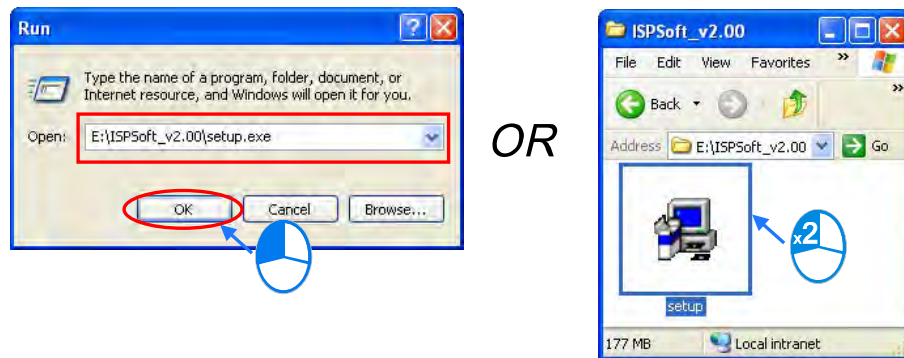 Run
Type the name of a program, folder, document, or
Internet resource, and Windows will open it for you.
Open: E:\ISPSoft_v2.00\setup.exe
OK Cancel Browse...
OR
ISPSoft_v2.00
File Edit View Favorites »
Back »
Address E:\ISPSoft_v2.00 Go
x2
setup
177 MB Local intranet